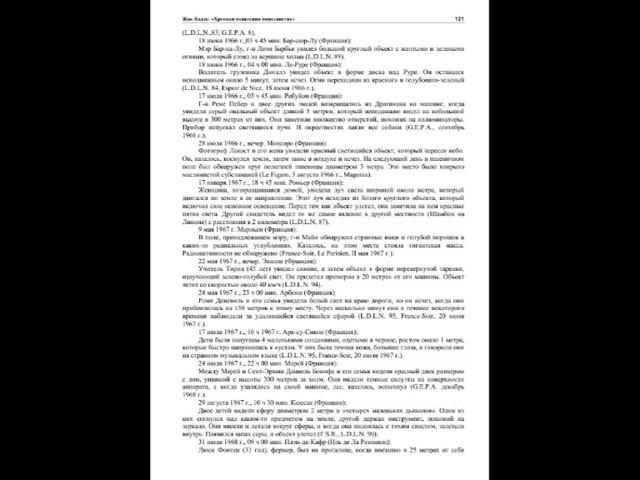 Жак Валле: «Хроники появления инопланетян» 121
(L.D.L.N.,83; G.E.P.A. 8).
18 июня 1966 г.,03 ч 45 мин. Бар-сюр-Лу (Франция):
Мэр Бар-на-Лу, г-н Леон Барбье увидел большой круглый объект с желтыми и зелеными
огнями, который стоял на вершине холма (L.D.L.N. 89).
18 июня 1966 г., 04 ч 00 мин. Ле-Руре (Франция):
Водитель грузовика Диогелэ увидел объект в форме диска над Руре. Он оставался
неподвижным около 5 минут, затем исчез. Огни переходили из красного в голубовато-зеленый
(L.D.L.N. 84, Espoir de Nice, 18 июня 1966 г.).
17 июля 1966 г., 03 ч 45 мин. Ребуйон (Франция):
Г-н Рене Пебер и двое других людей возвращались из Драгинана на машине, когда
увидели серый овальный объект длиной 5 метров, который неподвижно висел на небольшой
высоте в 300 метрах от них. Они заметили множество отверстий, похожих на иллюминаторы.
Прибор испускал светящиеся лучи. В окрестностях лаяли все собаки (G.E.P.A., сентябрь
1966 г.).
28 июля 1966 г., вечер. Монсоро (Франция):
Фотограф Лакост и его жена увидели красный светящийся объект, который пересек небо.
Он, казалось, коснулся земли, затем завис в воздухе и исчез. На следующий день в пшеничном
поле был обнаружен круг полегшей пшеницы диаметром 3 метра. Это место было покрыто
маслянистой субстанцией (Le Figaro, 3 августа 1966 г., Magonia).
17 января 1967 г., 18 ч 45 мин. Ромьер (Франция):
Женщина, возвращавшаяся домой, увидела луч света шириной около метра, который
двигался по земле в ее направлении. Этот луч исходил из белого круглого объекта, который
включил свое основное освещение. Перед тем как объект улетел, она заметила на нем красные
пятна света. Другой свидетель видел то же самое явление в другой местности (Шамбон на
Линьоне) с расстояния в 2 километра (L.D.L.N. 87).
9 мая 1967 г. Марльен (Франция):
В поле, принадлежащем мэру, г-н Майо обнаружил странные ямки и голубой порошок в
каких-то радиальных углублениях. Казалось, на этом месте стояла гигантская масса.
Радиоактивности не обнаружено (France-Soir, Le Parisien, 11 мая 1967 г.).
22 мая 1967 г., вечер. Эвилле (Франция):
Учитель Тирод (45 лет) увидел сияние, а затем объект в форме перевернутой тарелки,
излучающий зелено-голубой свет. Он пролетел примерно в 20 метрах от его машины. Объект
летел со скоростью около 40 км/ч (L.D.L.N. 94).
24 мая 1967 г., 23 ч 00 мин. Арбени (Франция):
Реми Деневиль и его семья увидели белый свет на краю дороги, но он исчез, когда они
приблизились на 150 метров к этому месту. Через несколько минут они в течение некоторого
времени наблюдали за удалявшейся светящейся сферой (L.D.L.N. 95, France-Soir, 20 июня
1967 г.).
17 июля 1967 г., 16 ч 1967 г. Арк-су-Сикон (Франция):
Дети были напуганы 4 маленькими созданиями, одетыми в черное, ростом около 1 метра,
которые быстро направились к кустам. У них была темная кожа, большие глаза, и говорили они
на странном музыкальном языке (L.D.L.N. 95, France-Soir, 20 июля 1967 г.).
24 июля 1967 г., 22 ч 00 мин. Марей (Франция):
Между Марей и Сент-Эрмин Даниель Бонифе и его семья видели красный диск размером
с дом, упавший с высоты 300 метров за холм. Они видели темные силуэты на поверхности
аппарата, а когда удалялись на своей машине, лес, казалось, вспыхнул (G.E.P.A. декабрь
1968 г.).
29 августа 1967 г., 10 ч 30 мин. Кюссак (Франция):
Двое детей видели сферу диаметром 2 метра и «четырех маленьких дьяволов». Один из
них согнулся над каким-то предметом на земле, другой держал инструмент, похожий на
зеркало. Они висели и летали вокруг сферы, и когда она поднялась с тихим свистом, залетели
внутрь. Появился запах серы, и объект улетел (F.S.R., L.D.L.N. 90).
31 июля 1968 г., 09 ч 00 мин. Плэн-де-Кафр (Иль де Ла Реюньон):
Люси Фонтен (31 год), фермер, был на прогалине, когда внезапно в 25 метрах от себя